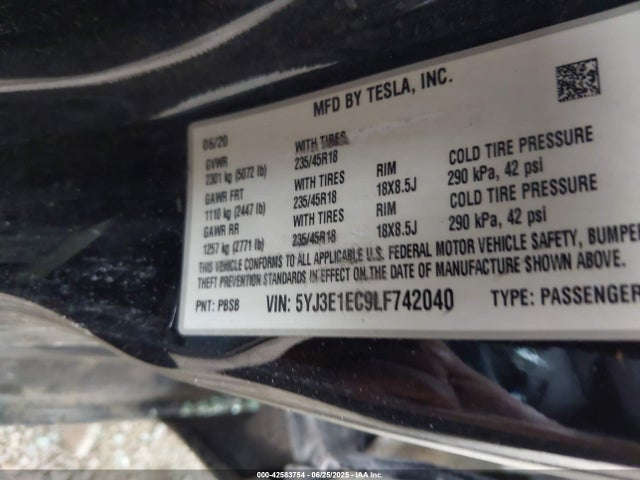 MFD BY TESLA, INC.
06/20
GVWR WITH TIRES COLD TIRE PRESSURE
2301 kg (5072 lb) 235/45R18 RIM 290 kPa, 42 psi
GAWR FRT WITH TIRES 18X8.5J COLD TIRE PRESSURE
1110 kg (2447 lb) 235/45R18 RIM 290 kPa, 42 psi
GAWR RR WITH TIRES 18X8.5J
1257 kg (2771 lb) 235/45R18
THIS VEHICLE CONFORMS TO ALL APPLICABLE U.S. FEDERAL MOTOR VEHICLE SAFETY, BUMPER
THEFT PREVENTION STANDARDS IN EFFECT ON THE DATE OF MANUFACTURE SHOWN ABOVE.
PNT: PBSB VIN: 5YJ3E1EC9LF742040 TYPE: PASSENGER
000-42583754 - 06/25/2025 - IAA Inc.